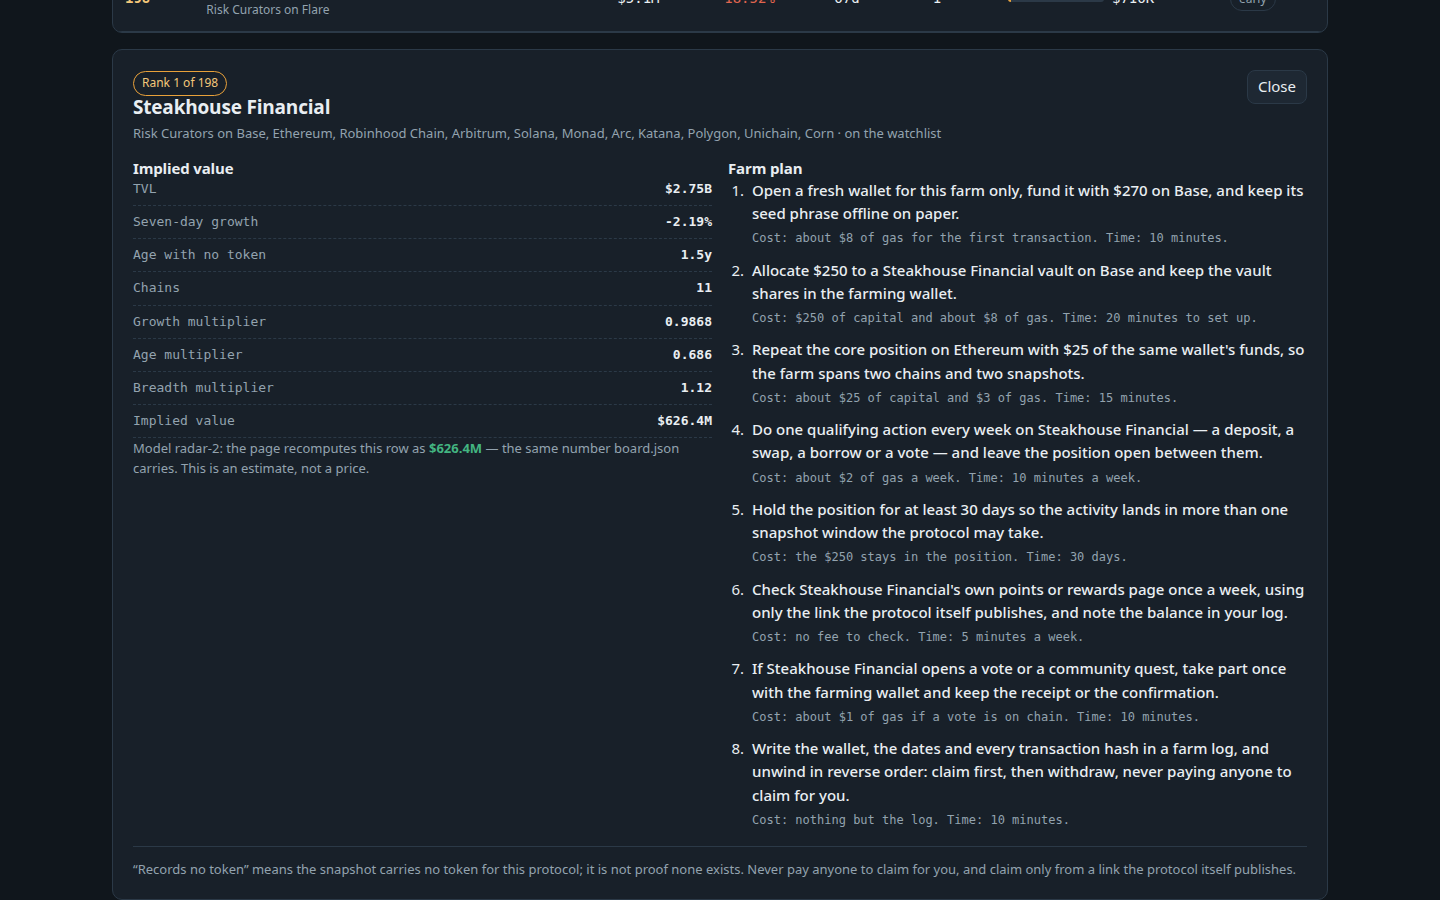 Risk Curators on Flare
Rank 1 of 198
Close
Steakhouse Financial
Risk Curators on Base, Ethereum, Robinhood Chain, Arbitrum, Solana, Monad, Arc, Katana, Polygon, Unichain, Corn · on the watchlist
Implied value
TVL $2.75B
Seven-day growth -2.19%
Age with no token 1.5y
Chains 11
Growth multiplier 0.9868
Age multiplier 0.686
Breadth multiplier 1.12
Implied value $626.4M
Model radar-2: the page recomputes this row as $626.4M — the same number board.json
carries. This is an estimate, not a price.
Farm plan
1. Open a fresh wallet for this farm only, fund it with $270 on Base, and keep its
seed phrase offline on paper.
Cost: about $8 of gas for the first transaction. Time: 10 minutes.
2. Allocate $250 to a Steakhouse Financial vault on Base and keep the vault
shares in the farming wallet.
Cost: $250 of capital and about $8 of gas. Time: 20 minutes to set up.
3. Repeat the core position on Ethereum with $25 of the same wallet's funds, so
the farm spans two chains and two snapshots.
Cost: about $25 of capital and $3 of gas. Time: 15 minutes.
4. Do one qualifying action every week on Steakhouse Financial — a deposit, a
swap, a borrow or a vote — and leave the position open between them.
Cost: about $2 of gas a week. Time: 10 minutes a week.
5. Hold the position for at least 30 days so the activity lands in more than one
snapshot window the protocol may take.
Cost: the $250 stays in the position. Time: 30 days.
6. Check Steakhouse Financial's own points or rewards page once a week, using
only the link the protocol itself publishes, and note the balance in your log.
Cost: no fee to check. Time: 5 minutes a week.
7. If Steakhouse Financial opens a vote or a community quest, take part once
with the farming wallet and keep the receipt or the confirmation.
Cost: about $1 of gas if a vote is on chain. Time: 10 minutes.
8. Write the wallet, the dates and every transaction hash in a farm log, and
unwind in reverse order: claim first, then withdraw, never paying anyone to
claim for you.
Cost: nothing but the log. Time: 10 minutes.
“Records no token” means the snapshot carries no token for this protocol; it is not proof none exists. Never pay anyone to claim for you, and claim only from a link the protocol itself publishes.